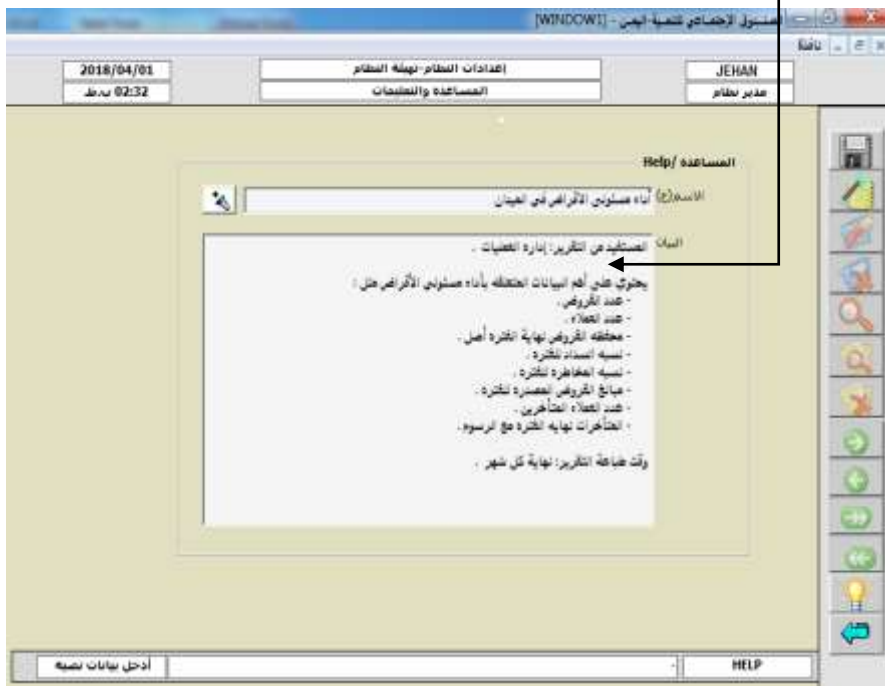 الصندوق الإجتماعي للتنمية-اليمن - [WINDOW1]
نافذة
JEHAN
إعدادات النظام-تهيئة النظام
2018/04/01
مدير نظام
المساعدة والتعليمات
02:32 ب.ظ
المساعدة /Help
الاسم(ع)
أداء مسئولي الأقراض في الميدان
البيان
المستفيد من التقرير: إدارة العمليات .
يحتوي على أهم البيانات المتعلقة بأداء مسئولي الأقراض مثل :
- عدد القروض .
- عدد العملاء .
- محفظة القروض نهاية الفترة أصل .
- نسبة السداد للفترة .
- نسبة المخاطرة للفترة .
- مبالغ القروض المصدرة للفترة .
- عدد العملاء المتأخرين .
- المتأخرات نهاية الفترة مع الرسوم .
وقت طباعة التقرير: نهاية كل شهر .
HELP
أدخل بيانات نصية